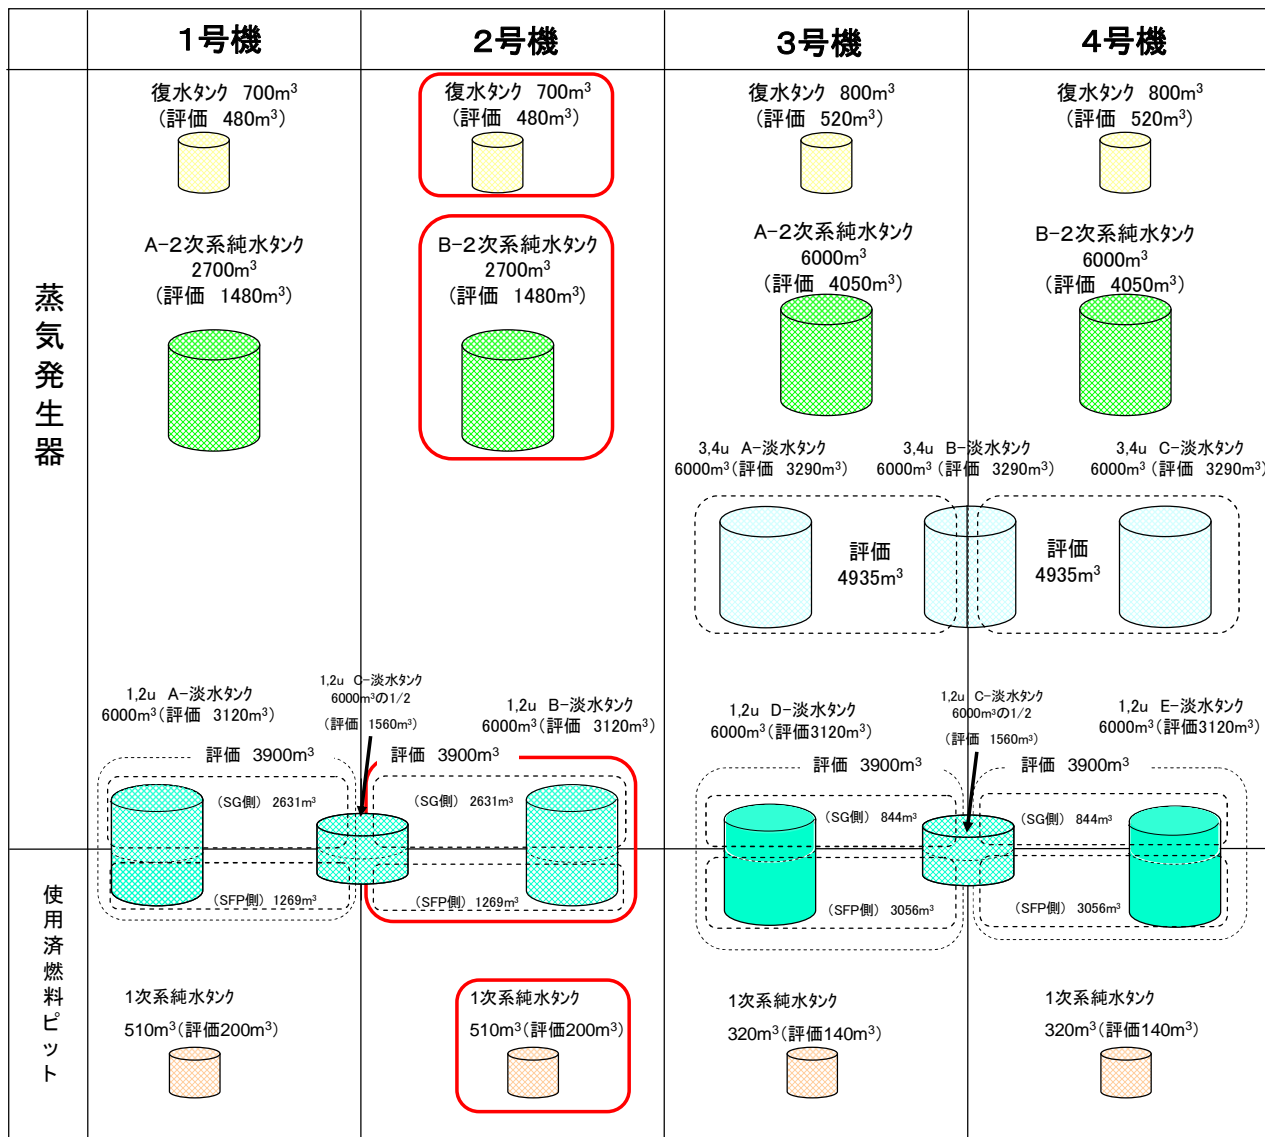 1号機
2号機
3号機
4号機
蒸気発生器
復水タンク 700m³
(評価 480m³)
復水タンク 700m³
(評価 480m³)
復水タンク 800m³
(評価 520m³)
復水タンク 800m³
(評価 520m³)
A-2次系純水タンク
2700m³
(評価 1480m³)
B-2次系純水タンク
2700m³
(評価 1480m³)
A-2次系純水タンク
6000m³
(評価 4050m³)
B-2次系純水タンク
6000m³
(評価 4050m³)
3,4u A-淡水タンク
6000m³(評価 3290m³)
3,4u B-淡水タンク
6000m³(評価 3290m³)
3,4u C-淡水タンク
6000m³(評価 3290m³)
評価
4935m³
評価
4935m³
1,2u A-淡水タンク
6000m³(評価 3120m³)
1,2u C-淡水タンク
6000m³の1/2
(評価 1560m³)
1,2u B-淡水タンク
6000m³(評価 3120m³)
1,2u D-淡水タンク
6000m³(評価3120m³)
1,2u C-淡水タンク
6000m³の1/2
(評価 1560m³)
1,2u E-淡水タンク
6000m³(評価3120m³)
評価 3900m³
評価 3900m³
評価 3900m³
評価 3900m³
(SG側) 2631m³
(SG側) 2631m³
(SG側) 844m³
(SG側) 844m³
使用済燃料ピット
(SFP側) 1269m³
(SFP側) 1269m³
(SFP側) 3056m³
(SFP側) 3056m³
1次系純水タンク
510m³(評価200m³)
1次系純水タンク
510m³(評価200m³)
1次系純水タンク
320m³(評価140m³)
1次系純水タンク
320m³(評価140m³)